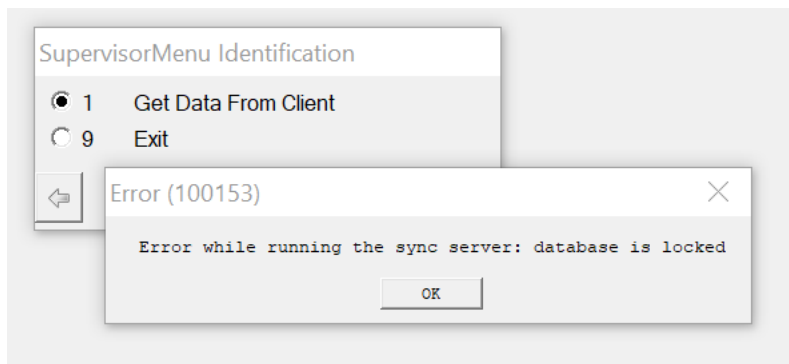 SupervisorMenu Identification
1 Get Data From Client
9 Exit
Error (100153)
Error while running the sync server: database is locked
OK